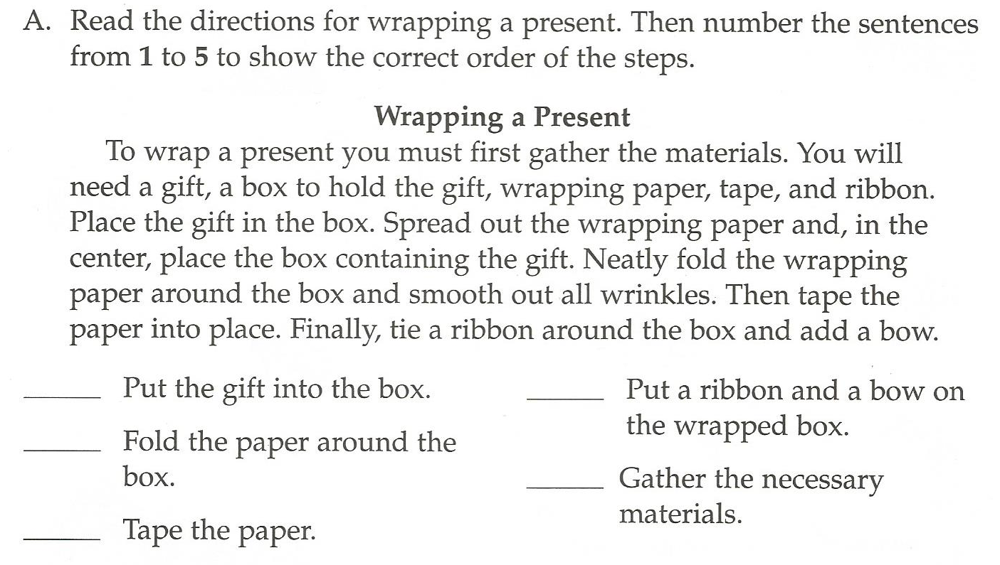 A. Read the directions for wrapping a present. Then number the sentences
from 1 to 5 to show the correct order of the steps.
Wrapping a Present
To wrap a present you must first gather the materials. You will
need a gift, a box to hold the gift, wrapping paper, tape, and ribbon.
Place the gift in the box. Spread out the wrapping paper and, in the
center, place the box containing the gift. Neatly fold the wrapping
paper around the box and smooth out all wrinkles. Then tape the
paper into place. Finally, tie a ribbon around the box and add a bow.
_____ Put the gift into the box.
_____ Fold the paper around the
box.
_____ Tape the paper.
_____ Put a ribbon and a bow on
the wrapped box.
_____ Gather the necessary
materials.